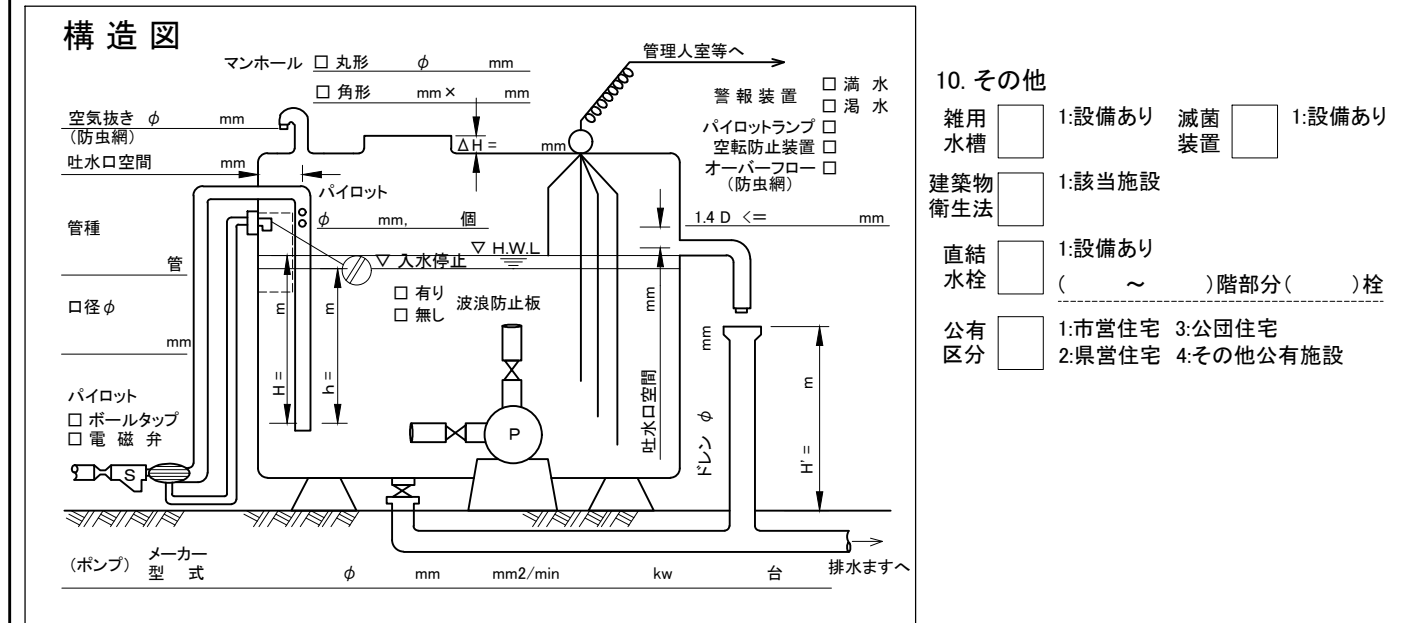 構造図
管理人室等へ
マンホール □ 丸形 φ mm
□ 角形 mm× mm
警報装置 □ 満水
□ 渇水
空気抜き φ mm
(防虫網)
パイロットランプ □
空転防止装置 □
オーバーフロー □
(防虫網)
ΔH= mm
吐水口空間 mm
パイロット
φ mm, 個
1.4 D <= mm
管種
管
▽ H.W.L
▽ 入水停止
□ 有り
□ 無し
波浪防止板
口径φ
mm
H= m
h= m
mm
吐水口空間
ドレン φ mm
H'= m
パイロット
□ ボールタップ
□ 電磁弁
S
P
(ポンプ) メーカー
型式 φ mm mm2/min kw 台
排水ますへ
10. その他
雑用
水槽
1:設備あり
滅菌
装置
1:設備あり
建築物
衛生法
1:該当施設
直結
水栓
1:設備あり
( ~ )階部分( )栓
公有
区分
1:市営住宅 3:公団住宅
2:県営住宅 4:その他公有施設